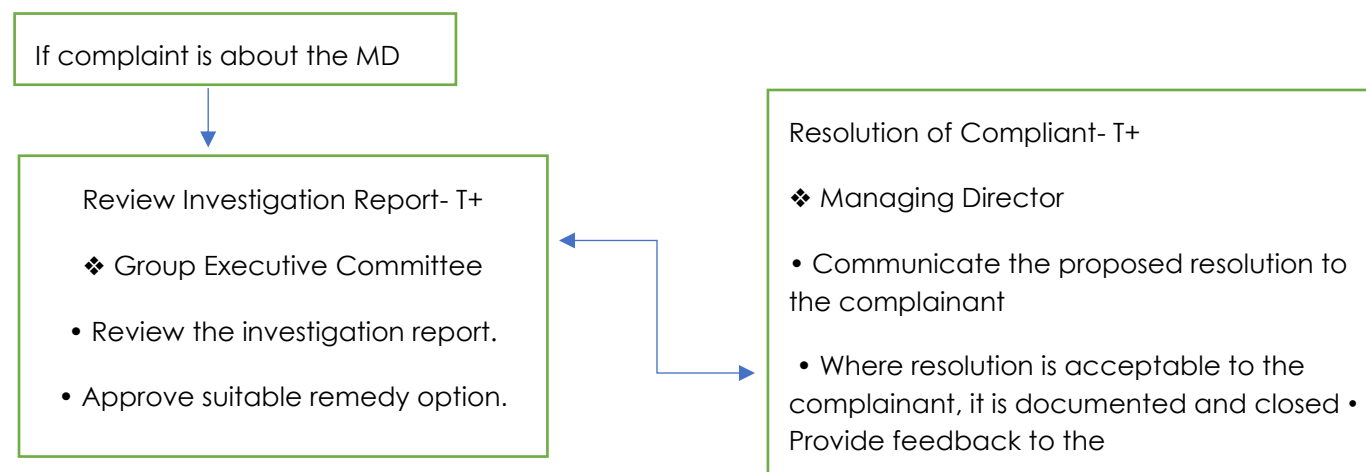 If complaint is about the MD
Review Investigation Report- T+
❖ Group Executive Committee
• Review the investigation report.
• Approve suitable remedy option.
Resolution of Compliant- T+
❖ Managing Director
• Communicate the proposed resolution to
the complainant
• Where resolution is acceptable to the
complainant, it is documented and closed •
Provide feedback to the